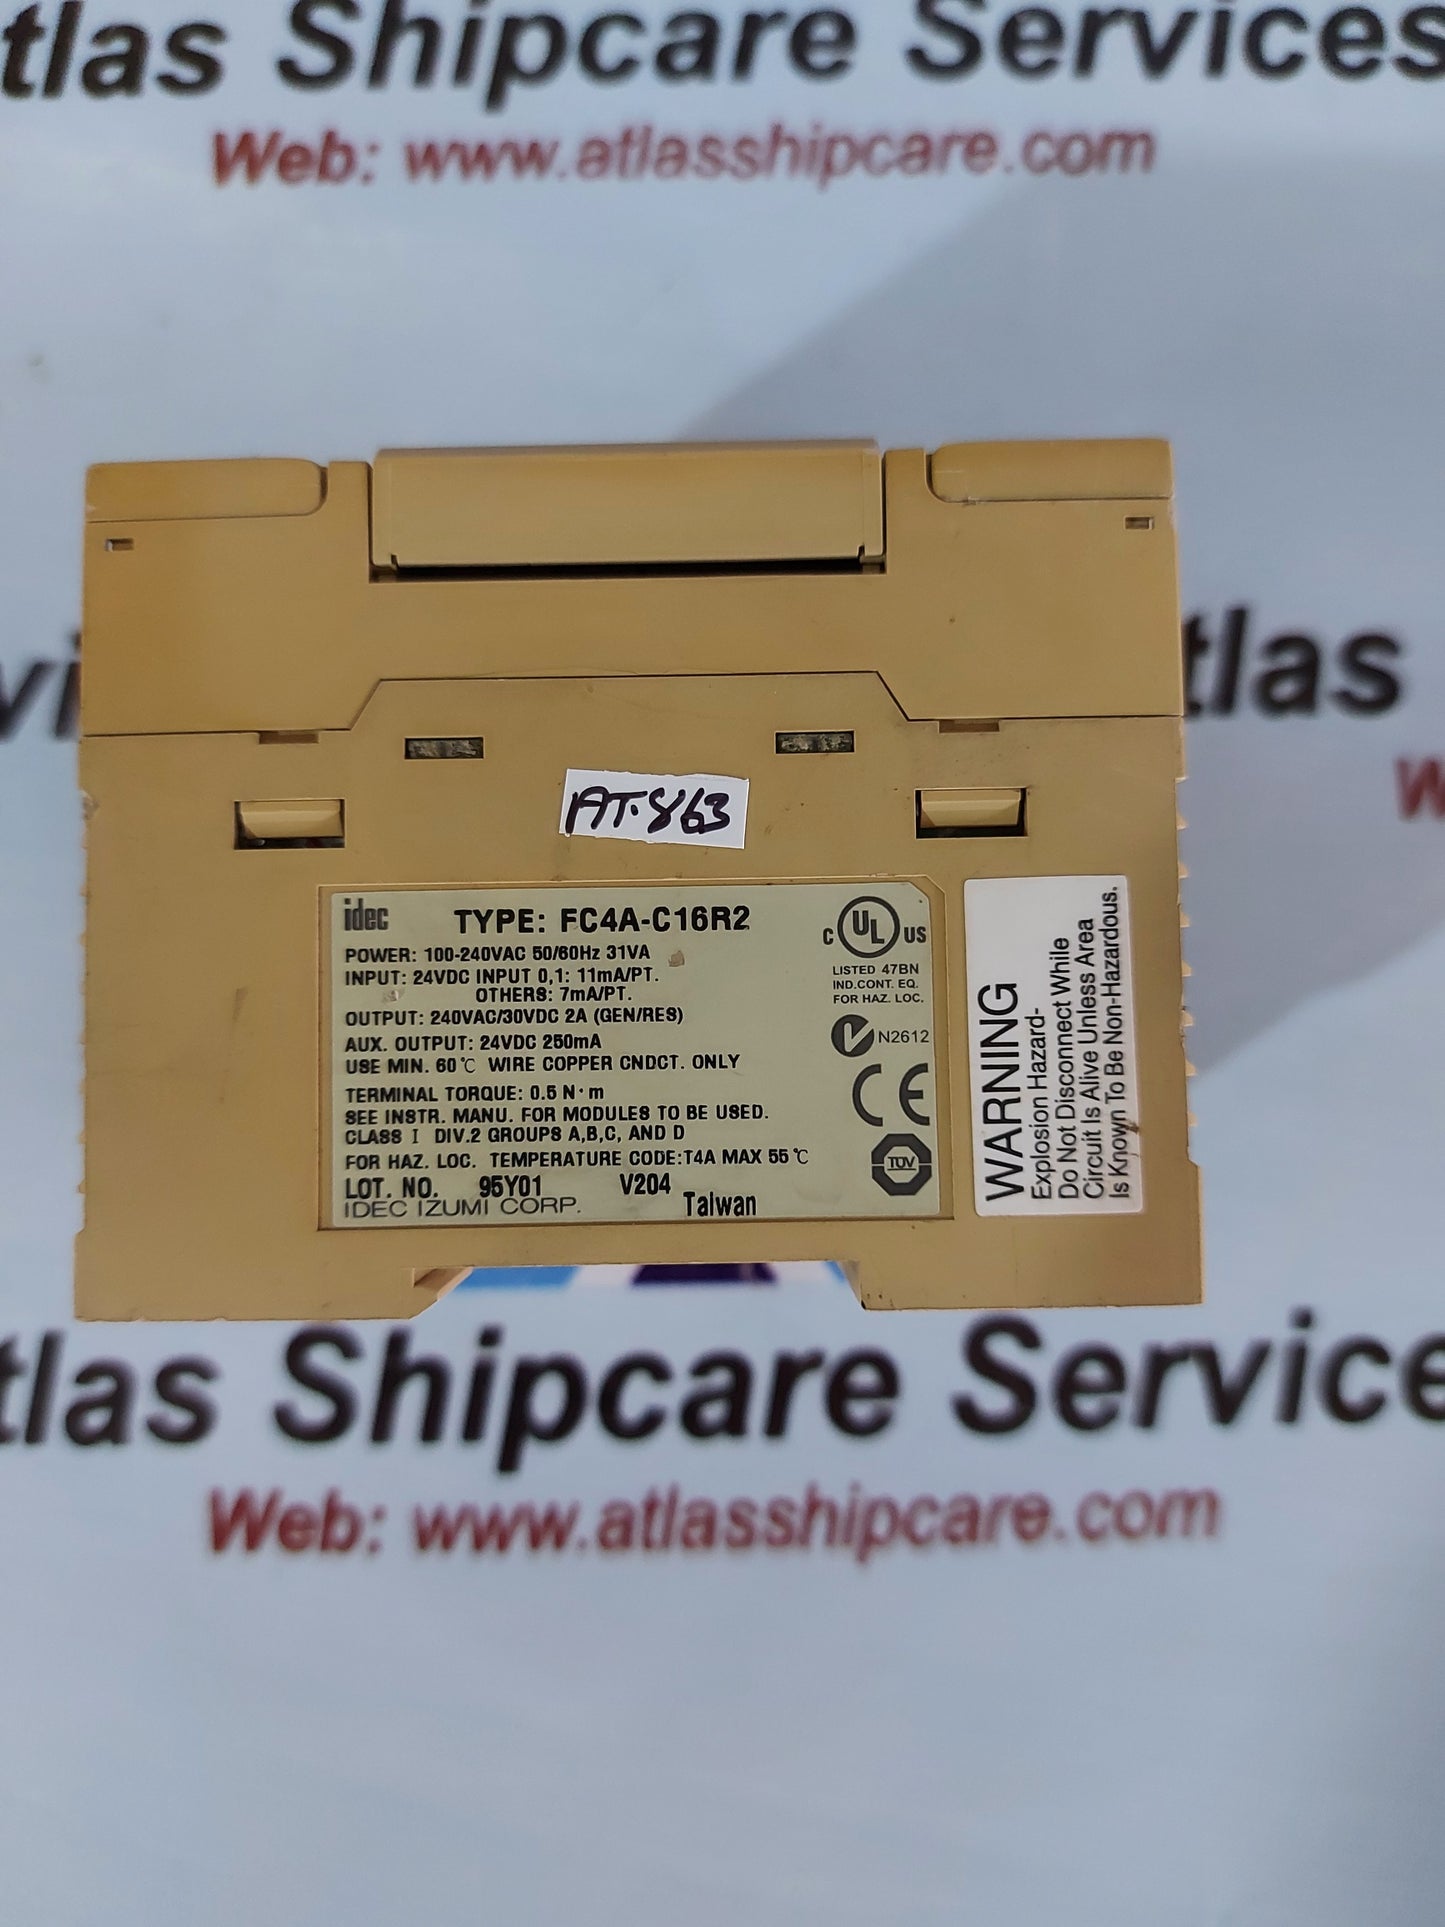 tlas Shipcare Services
Web: www.atlasshipcare.com
vi
tlas
W
AT.863
idec TYPE: FC4A-C16R2
POWER: 100-240VAC 50/60Hz 31VA
INPUT: 24VDC INPUT 0,1: 11mA/PT.
OTHERS: 7mA/PT.
OUTPUT: 240VAC/30VDC 2A (GEN/RES)
AUX. OUTPUT: 24VDC 250mA
USE MIN. 60℃ WIRE COPPER CNDCT. ONLY
TERMINAL TORQUE: 0.5 N·m
SEE INSTR. MANU. FOR MODULES TO BE USED.
CLASS I DIV.2 GROUPS A,B,C, AND D
FOR HAZ. LOC. TEMPERATURE CODE:T4A MAX 55℃
LOT. NO. 95Y01 V204
IDEC IZUMI CORP. Taiwan
C UL US
LISTED 47BN
IND.CONT. EQ.
FOR HAZ. LOC.
N2612
CE
TÜV
WARNING
Explosion Hazard-
Do Not Disconnect While
Circuit Is Alive Unless Area
Is Known To Be Non-Hazardous.
tlas Shipcare Service
Web: www.atlasshipcare.com